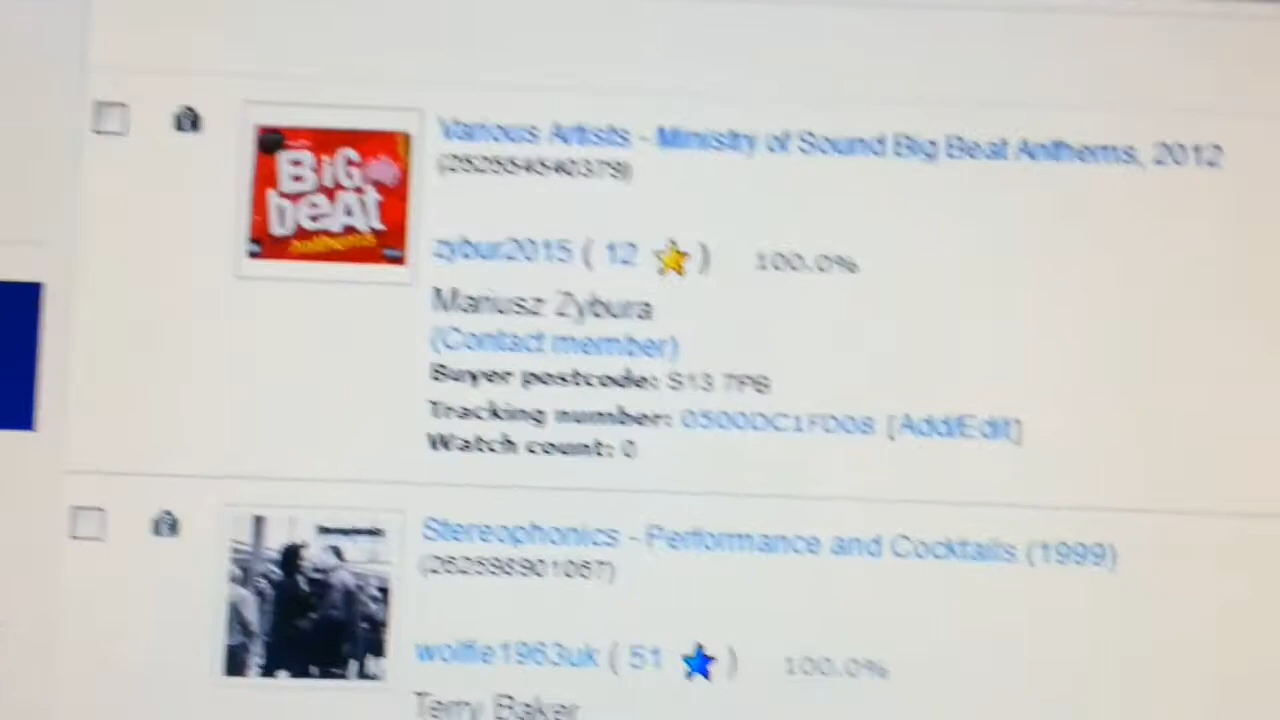 BiG beAt
Various Artists - Ministry of Sound Big Beat Anthems, 2012
zybur2015 ( 12 ) 100.0%
Mariusz Zybura
(Contact member)
Buyer postcode: S13 7PB
Tracking number: 0500DC1FD08 [Add/Edit]
Watch count: 0
Stereophonics - Performance and Cocktails (1999)
wolfie1963uk ( 51 ) 100.0%
Terry Baker